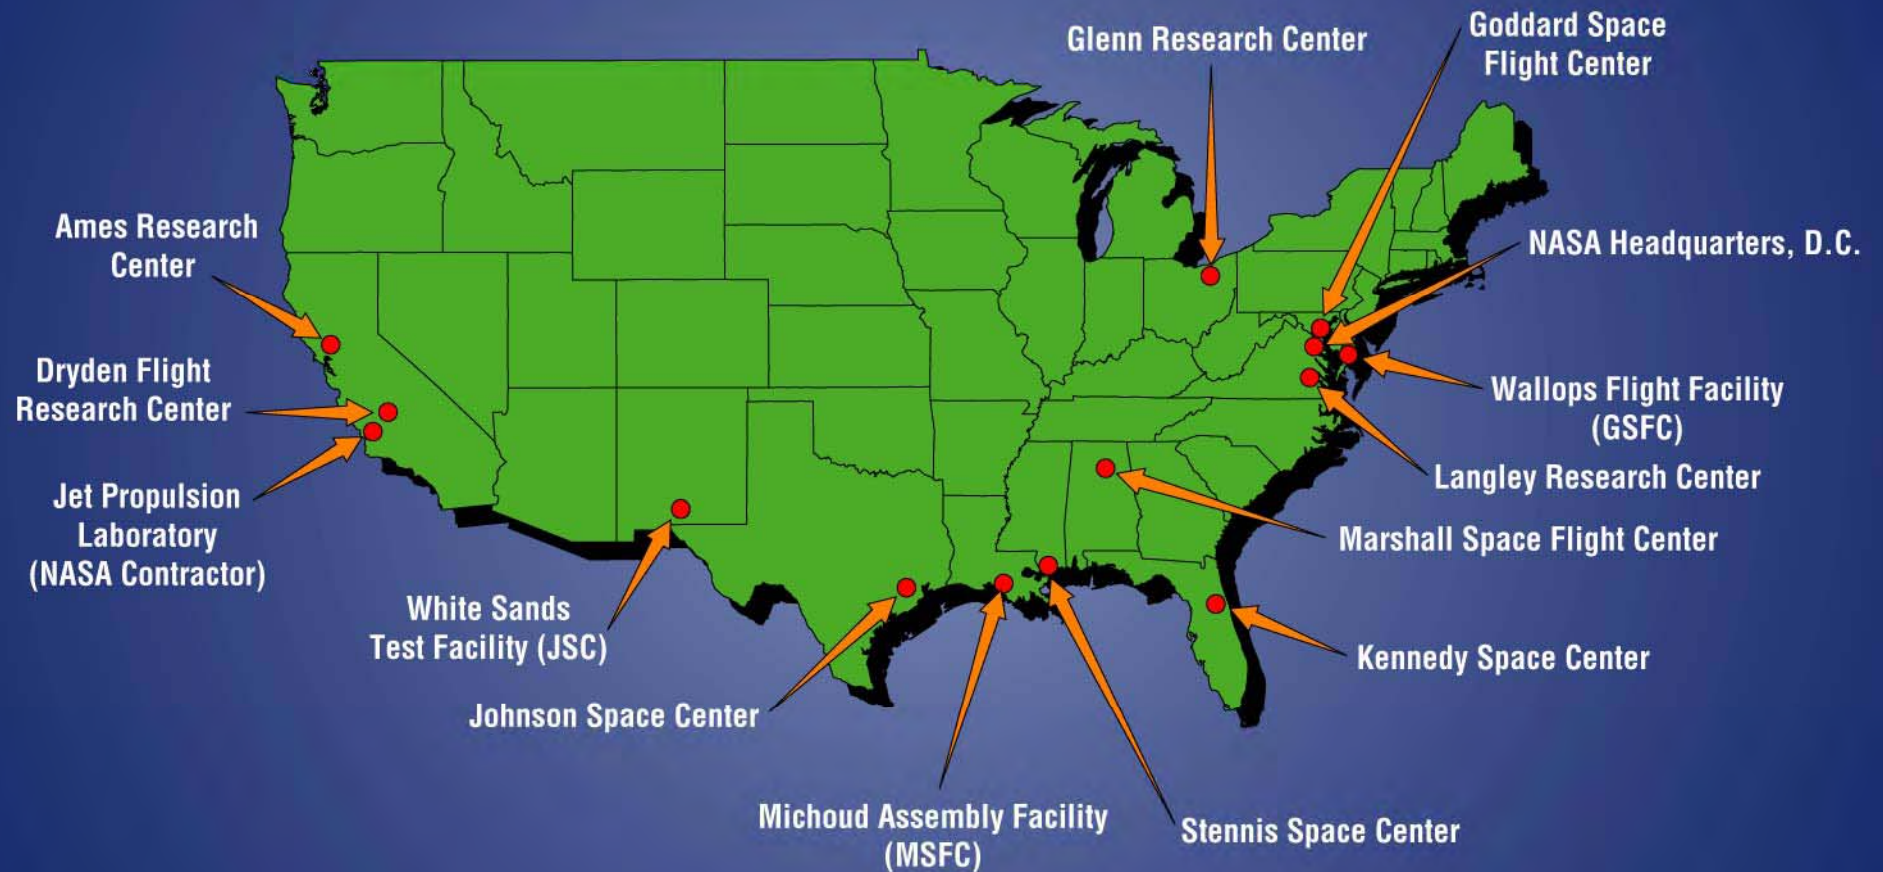 Glenn Research Center
Goddard Space
Flight Center
Ames Research
Center
NASA Headquarters, D.C.
Dryden Flight
Research Center
Wallops Flight Facility
(GSFC)
Langley Research Center
Jet Propulsion
Laboratory
(NASA Contractor)
Marshall Space Flight Center
White Sands
Test Facility (JSC)
Kennedy Space Center
Johnson Space Center
Michoud Assembly Facility
(MSFC)
Stennis Space Center